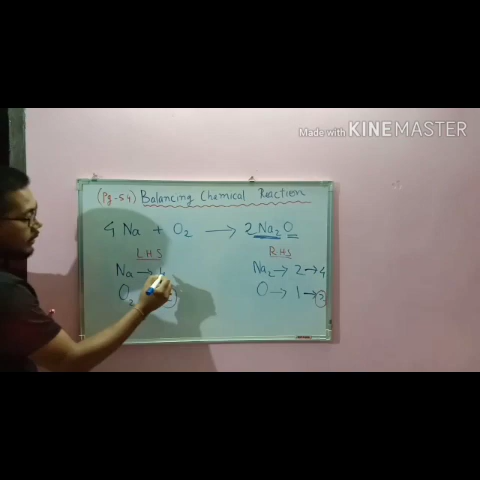 Made with KINEMASTER
(Pg-54) Balancing Chemical Reaction
4 Na + O₂ → 2 Na₂O
LHS RHS
Na → Na₂ → 2 → 4
O₂ O → 1 →